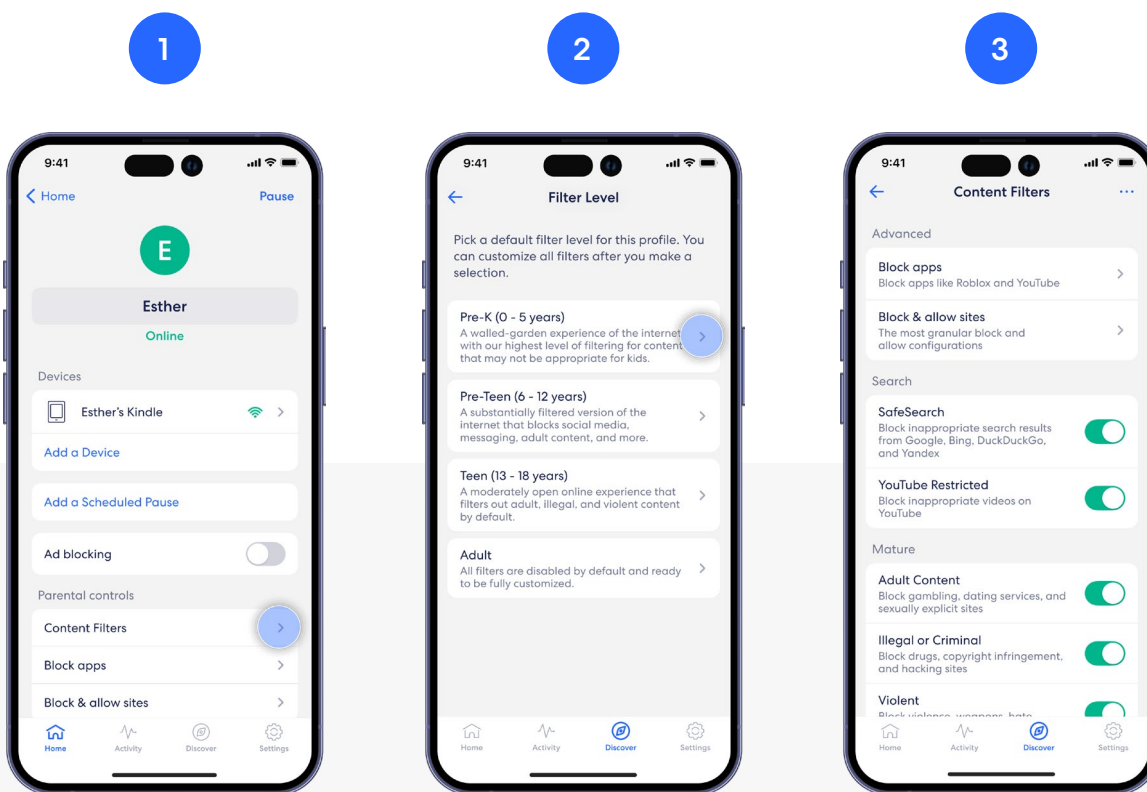 1
2
3
9:41
Home
Pause
E
Esther
Online
Devices
Esther's Kindle
Add a Device
Add a Scheduled Pause
Ad blocking
Parental controls
Content Filters
Block apps
Block & allow sites
Home
Activity
Discover
Settings
9:41
Filter Level
Pick a default filter level for this profile. You
can customize all filters after you make a
selection.
Pre-K (0 - 5 years)
A walled-garden experience of the internet
with our highest level of filtering for content
that may not be appropriate for kids.
Pre-Teen (6 - 12 years)
A substantially filtered version of the
internet that blocks social media,
messaging, adult content, and more.
Teen (13 - 18 years)
A moderately open online experience that
filters out adult, illegal, and violent content
by default.
Adult
All filters are disabled by default and ready
to be fully customized.
Home
Activity
Discover
Settings
9:41
Content Filters
Advanced
Block apps
Block apps like Roblox and YouTube
Block & allow sites
The most granular block and
allow configurations
Search
SafeSearch
Block inappropriate search results
from Google, Bing, DuckDuckGo,
and Yandex
YouTube Restricted
Block inappropriate videos on
YouTube
Mature
Adult Content
Block gambling, dating services, and
sexually explicit sites
Illegal or Criminal
Block drugs, copyright infringement,
and hacking sites
Violent
Block violence, weapons, hate
Home
Activity
Discover
Settings